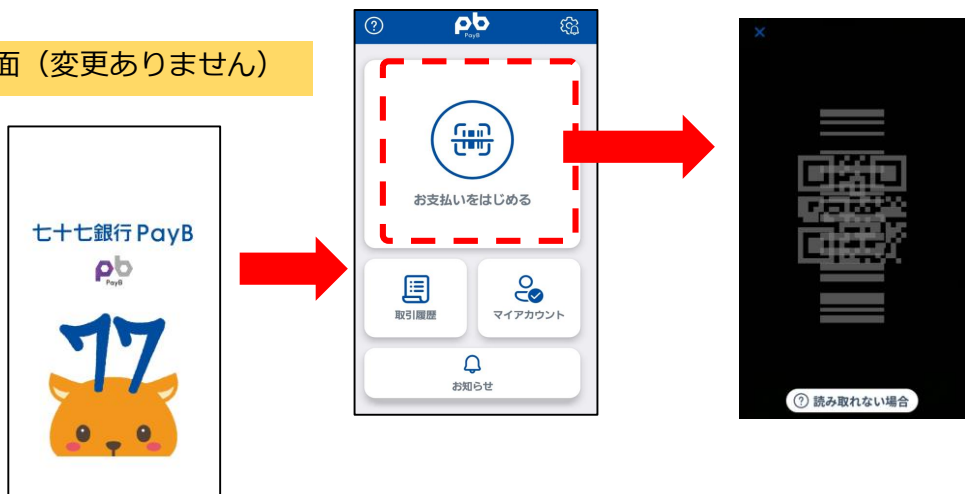 面（変更ありません）
七十七銀行 PayB
pb
PayB
77
pb
PayB
お支払いをはじめる
取引履歴
マイアカウント
お知らせ
? 読み取れない場合